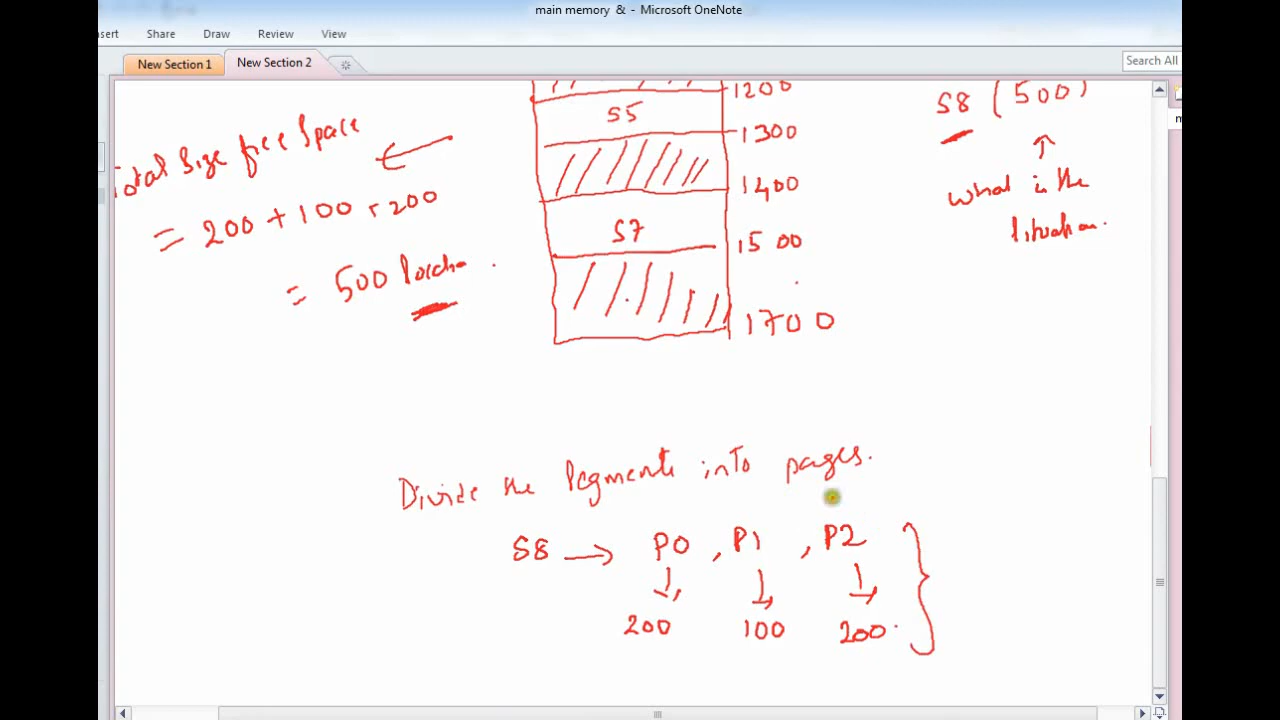 main memory & - Microsoft OneNote
sert Share Draw Review View
New Section 1 New Section 2
Search All
1200
S5
1300
1400
S7
1500
1700
S8 (500)
what is the
situation.
Total Size free Space
= 200 + 100 + 200
= 500 location.
Divide the Segments into pages.
S8 → P0 , P1 , P2
200 100 200.